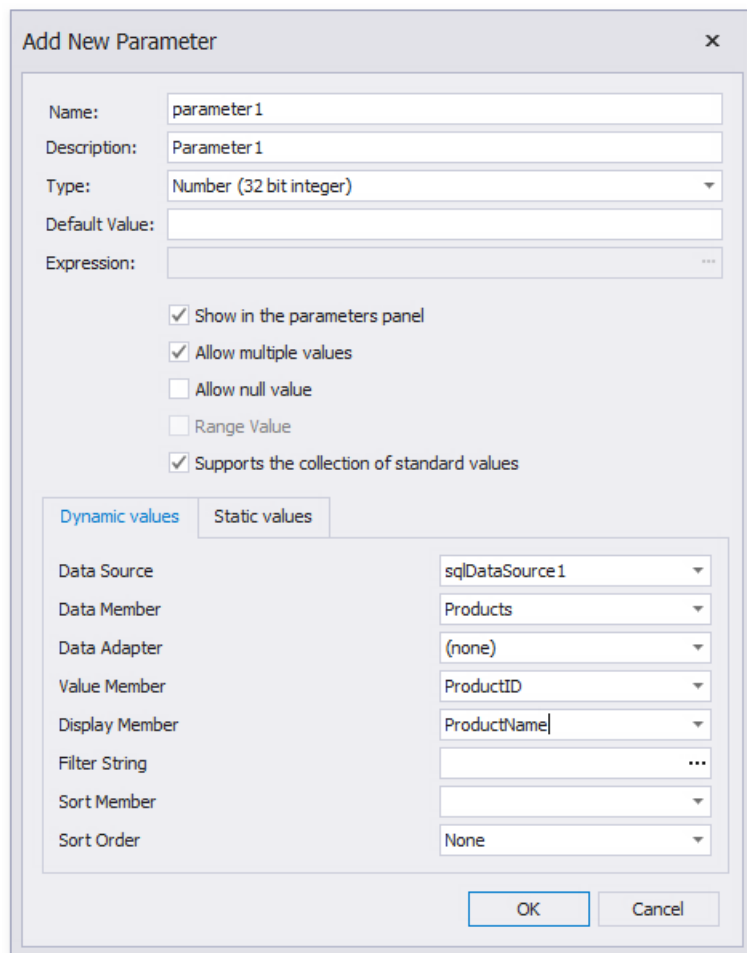 Add New Parameter
Name: parameter1
Description: Parameter1
Type: Number (32 bit integer)
Default Value:
Expression: ...
Show in the parameters panel
Allow multiple values
Allow null value
Range Value
Supports the collection of standard values
Dynamic values Static values
Data Source sqlDataSource1
Data Member Products
Data Adapter (none)
Value Member ProductID
Display Member ProductName
Filter String ...
Sort Member
Sort Order None
OK Cancel